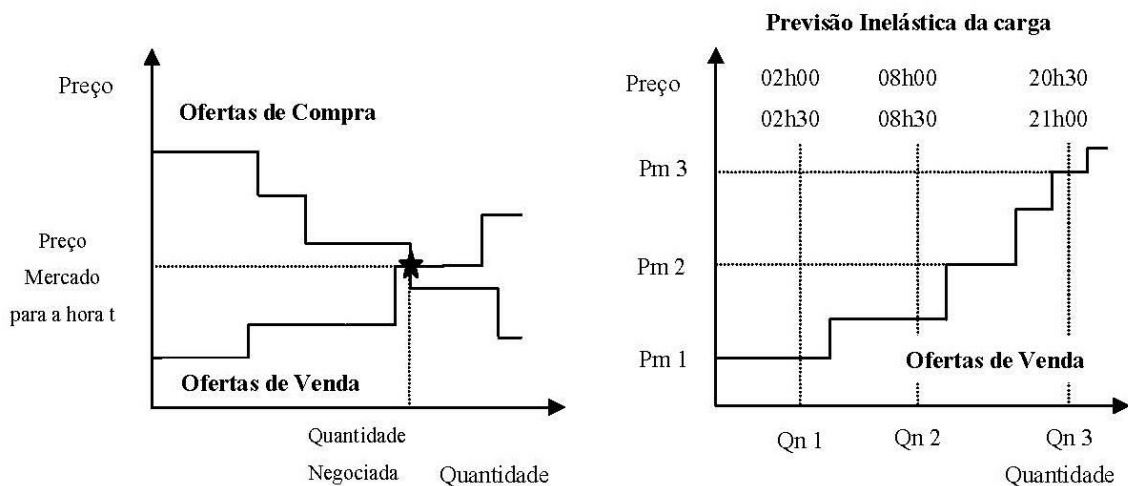 Preço
Ofertas de Compra
Preço
Mercado
para a hora t
Ofertas de Venda
Quantidade
Negociada
Quantidade
Previsão Inelástica da carga
Preço
02h00 08h00 20h30
02h30 08h30 21h00
Pm 3
Pm 2
Pm 1
Ofertas de Venda
Qn 1 Qn 2 Qn 3
Quantidade